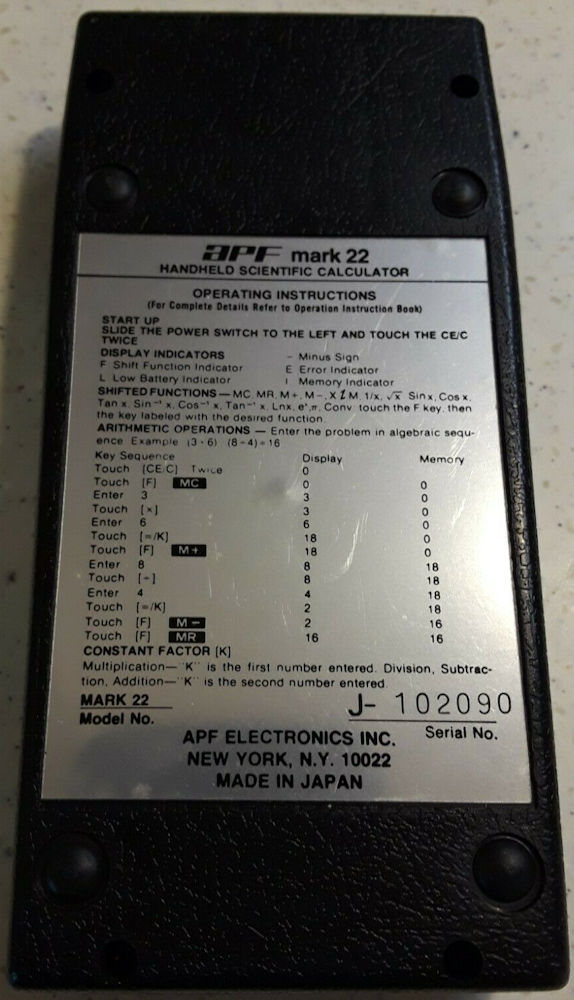 APF mark 22
HANDHELD SCIENTIFIC CALCULATOR
OPERATING INSTRUCTIONS
(For Complete Details Refer to Operation Instruction Book)
START UP
SLIDE THE POWER SWITCH TO THE LEFT AND TOUCH THE CE/C
TWICE
DISPLAY INDICATORS – Minus Sign
F Shift Function Indicator E Error Indicator
L Low Battery Indicator I Memory Indicator
SHIFTED FUNCTIONS — MC, MR, M+, M-, X M, 1/x, √x Sin x, Cos x,
Tan x, Sin⁻¹ x, Cos⁻¹ x, Tan⁻¹ x, Lnx, eˣ, π, Conv touch the F key, then
the key labeled with the desired function.
ARITHMETIC OPERATIONS — Enter the problem in algebraic sequ-
ence Example (3 · 6) (8 ÷ 4) = 16
Key Sequence Display Memory
Touch [CE/C] Twice 0
Touch [F] MC 0 0
Enter 3 3 0
Touch [×] 3 0
Enter 6 6 0
Touch [=/K] 18 0
Touch [F] M+ 18 0
Enter 8 8 18
Touch [÷] 8 18
Enter 4 4 18
Touch [=/K] 2 18
Touch [F] M− 2 16
Touch [F] MR 16 16
CONSTANT FACTOR [K]
Multiplication—"K" is the first number entered. Division, Subtrac-
tion, Addition—"K" is the second number entered.
MARK 22 J- 102090
Model No. Serial No.
APF ELECTRONICS INC.
NEW YORK, N.Y. 10022
MADE IN JAPAN